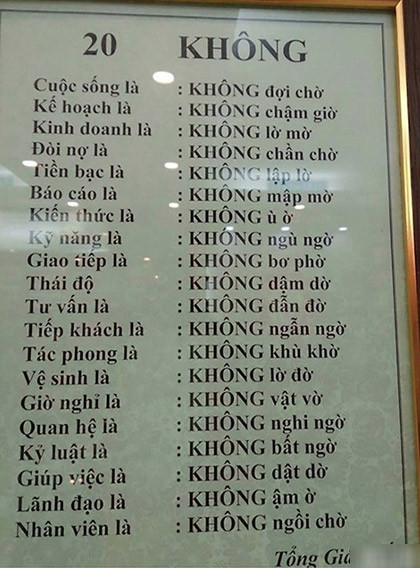 20 KHÔNG
Cuộc sống là : KHÔNG đợi chờ
Kế hoạch là : KHÔNG chậm giờ
Kinh doanh là : KHÔNG lờ mờ
Đòi nợ là : KHÔNG chần chờ
Tiền bạc là : KHÔNG lập lờ
Báo cáo là : KHÔNG mập mờ
Kiến thức là : KHÔNG ù ờ
Kỹ năng là : KHÔNG ngù ngờ
Giao tiếp là : KHÔNG bơ phờ
Thái độ : KHÔNG dậm dờ
Tư vấn là : KHÔNG đẫn đờ
Tiếp khách là : KHÔNG ngẫn ngờ
Tác phong là : KHÔNG khù khờ
Vệ sinh là : KHÔNG lờ đờ
Giờ nghỉ là : KHÔNG vật vờ
Quan hệ là : KHÔNG nghi ngờ
Kỷ luật là : KHÔNG bất ngờ
Giúp việc là : KHÔNG dật dờ
Lãnh đạo là : KHÔNG ậm ờ
Nhân viên là : KHÔNG ngồi chờ
Tổng